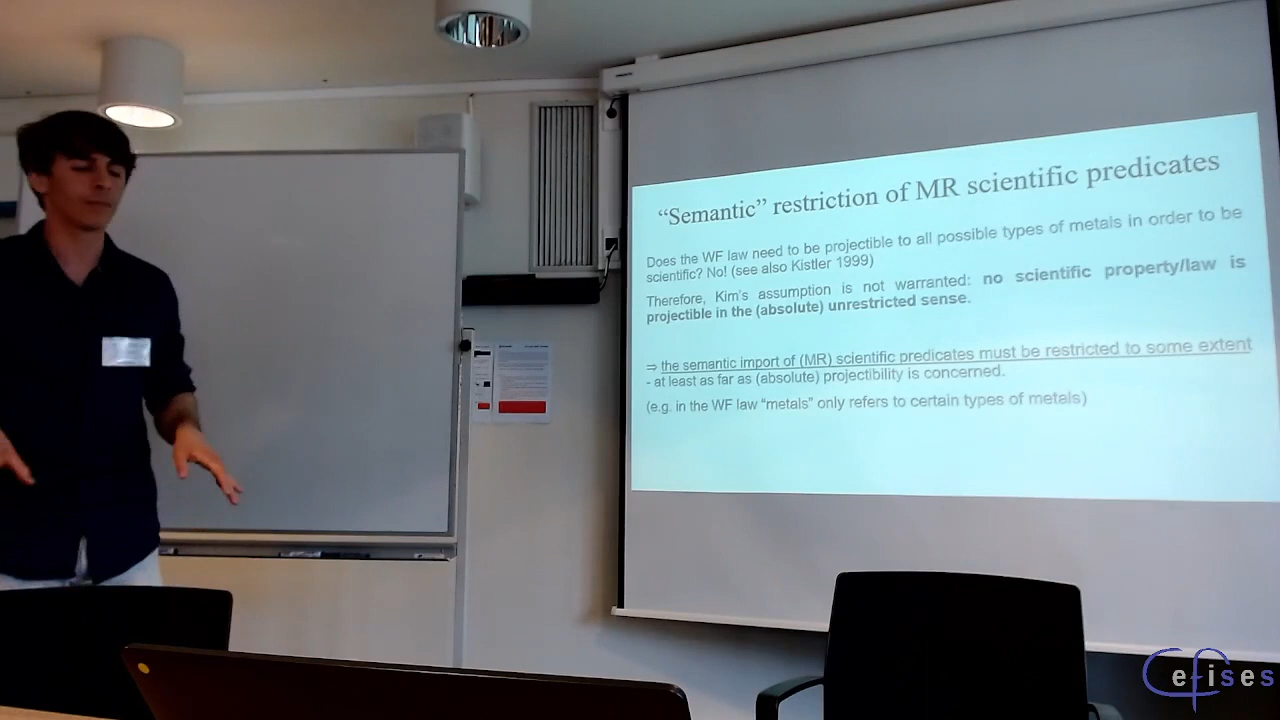 “Semantic” restriction of MR scientific predicates
Does the WF law need to be projectible to all possible types of metals in order to be
scientific? No! (see also Kistler 1999)
Therefore, Kim's assumption is not warranted: no scientific property/law is
projectible in the (absolute) unrestricted sense.
⇒ the semantic import of (MR) scientific predicates must be restricted to some extent
- at least as far as (absolute) projectibility is concerned.
(e.g. in the WF law “metals” only refers to certain types of metals)
Cefises